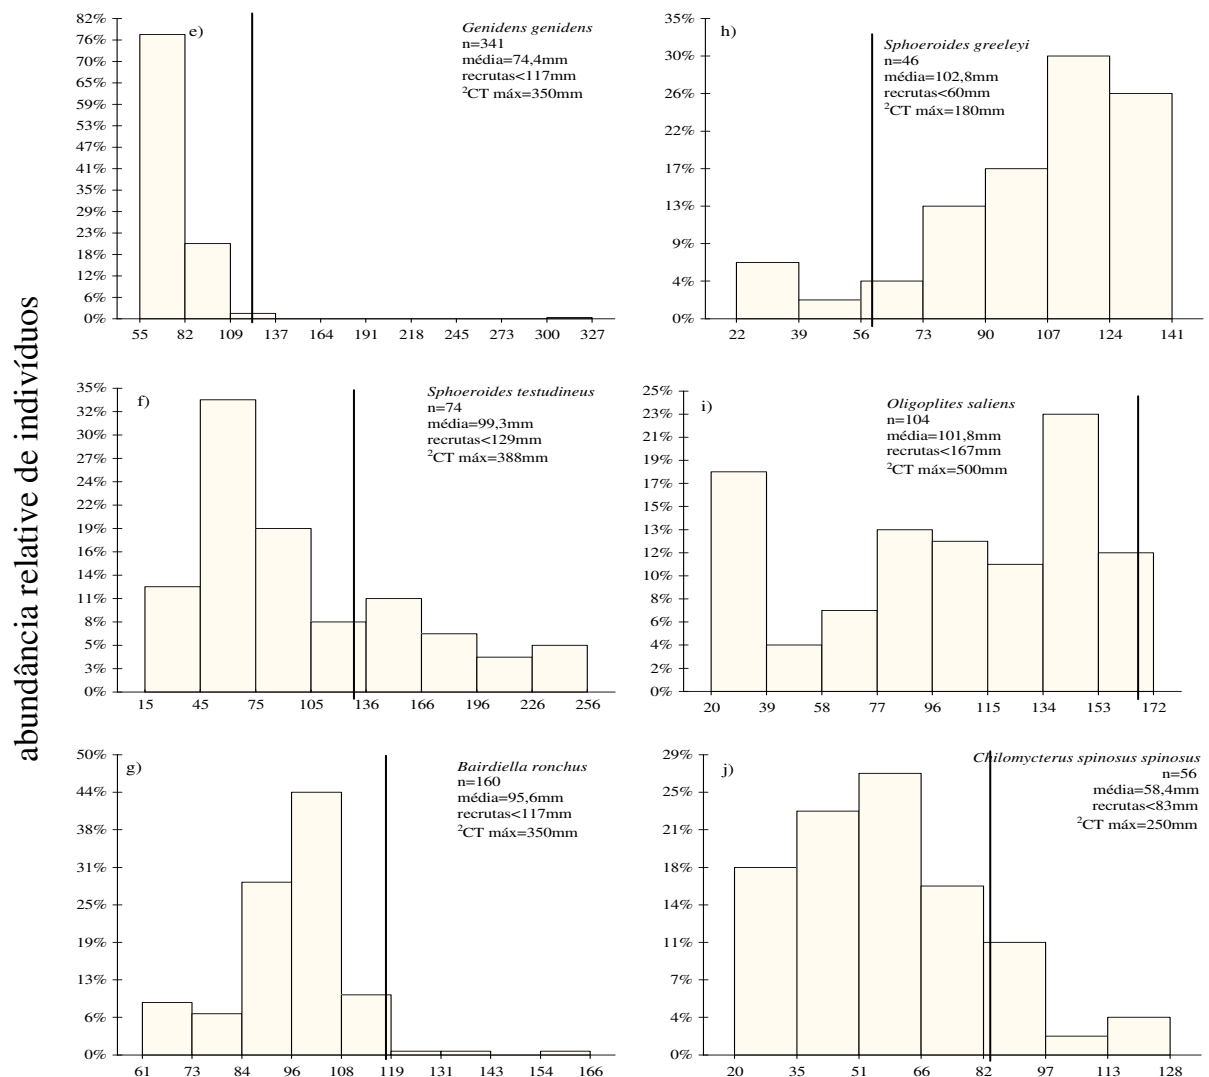 abundância relative de indivíduos
e)
Genidens genidens
n=341
média=74,4mm
recrutas<117mm
²CT máx=350mm
82%
76%
70%
65%
59%
53%
47%
41%
35%
29%
23%
18%
12%
6%
0%
55 82 109 137 164 191 218 245 273 300 327
h)
Sphoeroides greeleyi
n=46
média=102,8mm
recrutas<60mm
²CT máx=180mm
35%
30%
26%
22%
17%
13%
9%
4%
0%
22 39 56 73 90 107 124 141
f)
Sphoeroides testudineus
n=74
média=99,3mm
recrutas<129mm
²CT máx=388mm
35%
32%
30%
27%
24%
22%
19%
16%
14%
11%
8%
5%
3%
0%
15 45 75 105 136 166 196 226 256
i)
Oligoplites saliens
n=104
média=101,8mm
recrutas<167mm
²CT máx=500mm
25%
23%
21%
19%
17%
15%
13%
12%
10%
8%
6%
4%
2%
0%
20 39 58 77 96 115 134 153 172
g)
Bairdiella ronchus
n=160
média=95,6mm
recrutas<117mm
²CT máx=350mm
50%
44%
38%
31%
25%
19%
13%
6%
0%
61 73 84 96 108 119 131 143 154 166
j)
Chilomycterus spinosus spinosus
n=56
média=58,4mm
recrutas<83mm
²CT máx=250mm
29%
25%
21%
18%
14%
11%
7%
4%
0%
20 35 51 66 82 97 113 128